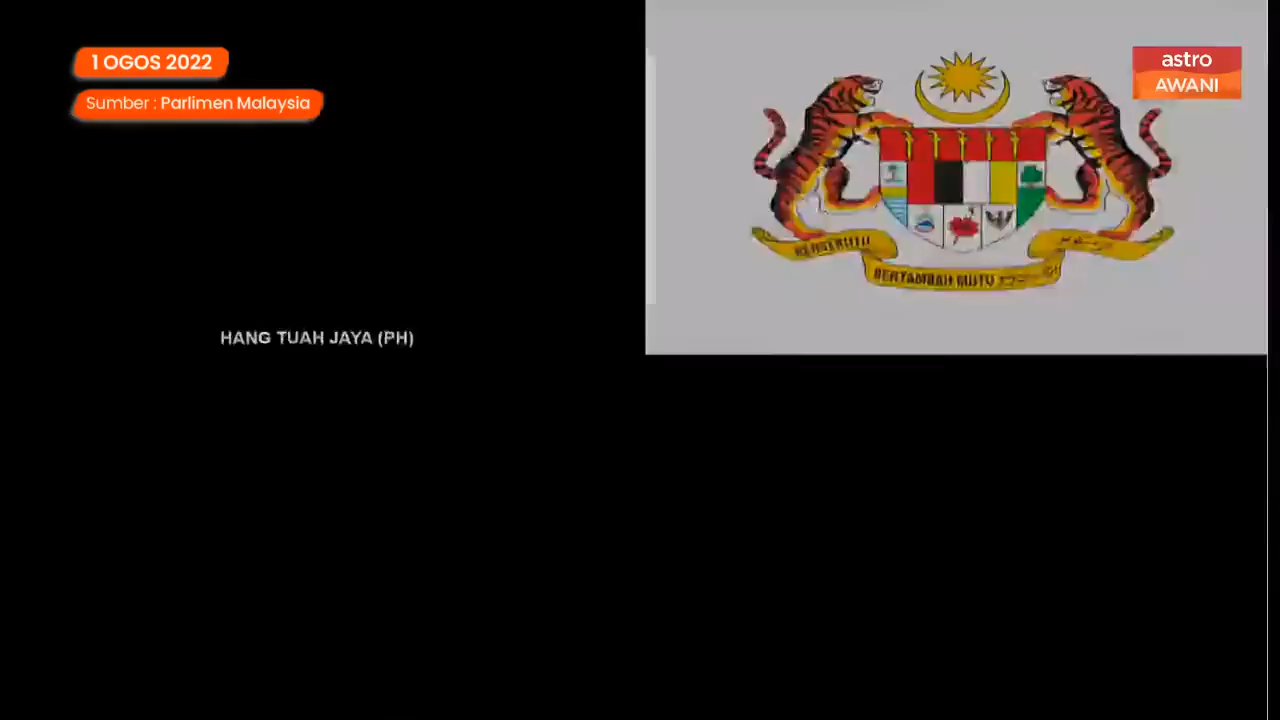 1 OGOS 2022
Sumber : Parlimen Malaysia
astro
AWANI
BERSEKUTU
BERTAMBAH MUTU
HANG TUAH JAYA (PH)